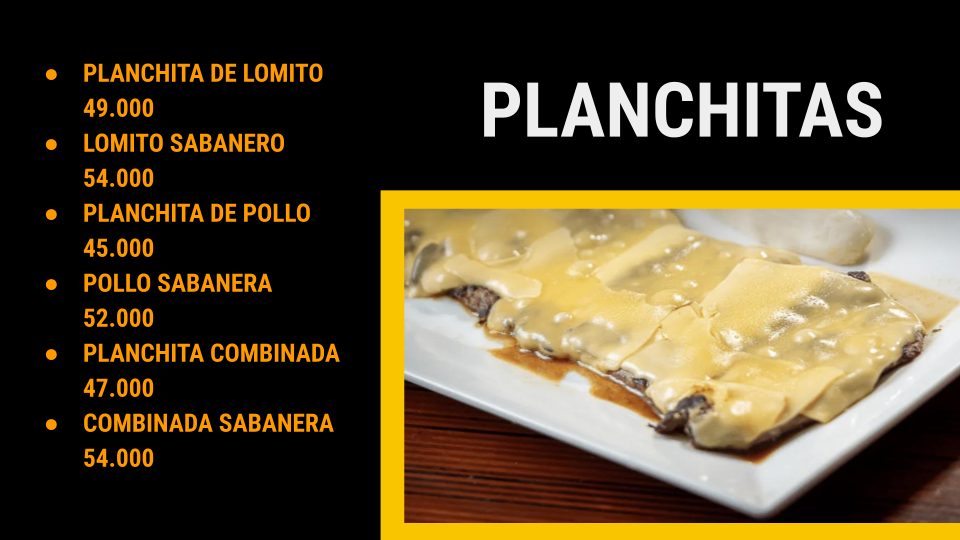 PLANCHITAS
● PLANCHITA DE LOMITO
49.000
● LOMITO SABANERO
54.000
● PLANCHITA DE POLLO
45.000
● POLLO SABANERA
52.000
● PLANCHITA COMBINADA
47.000
● COMBINADA SABANERA
54.000